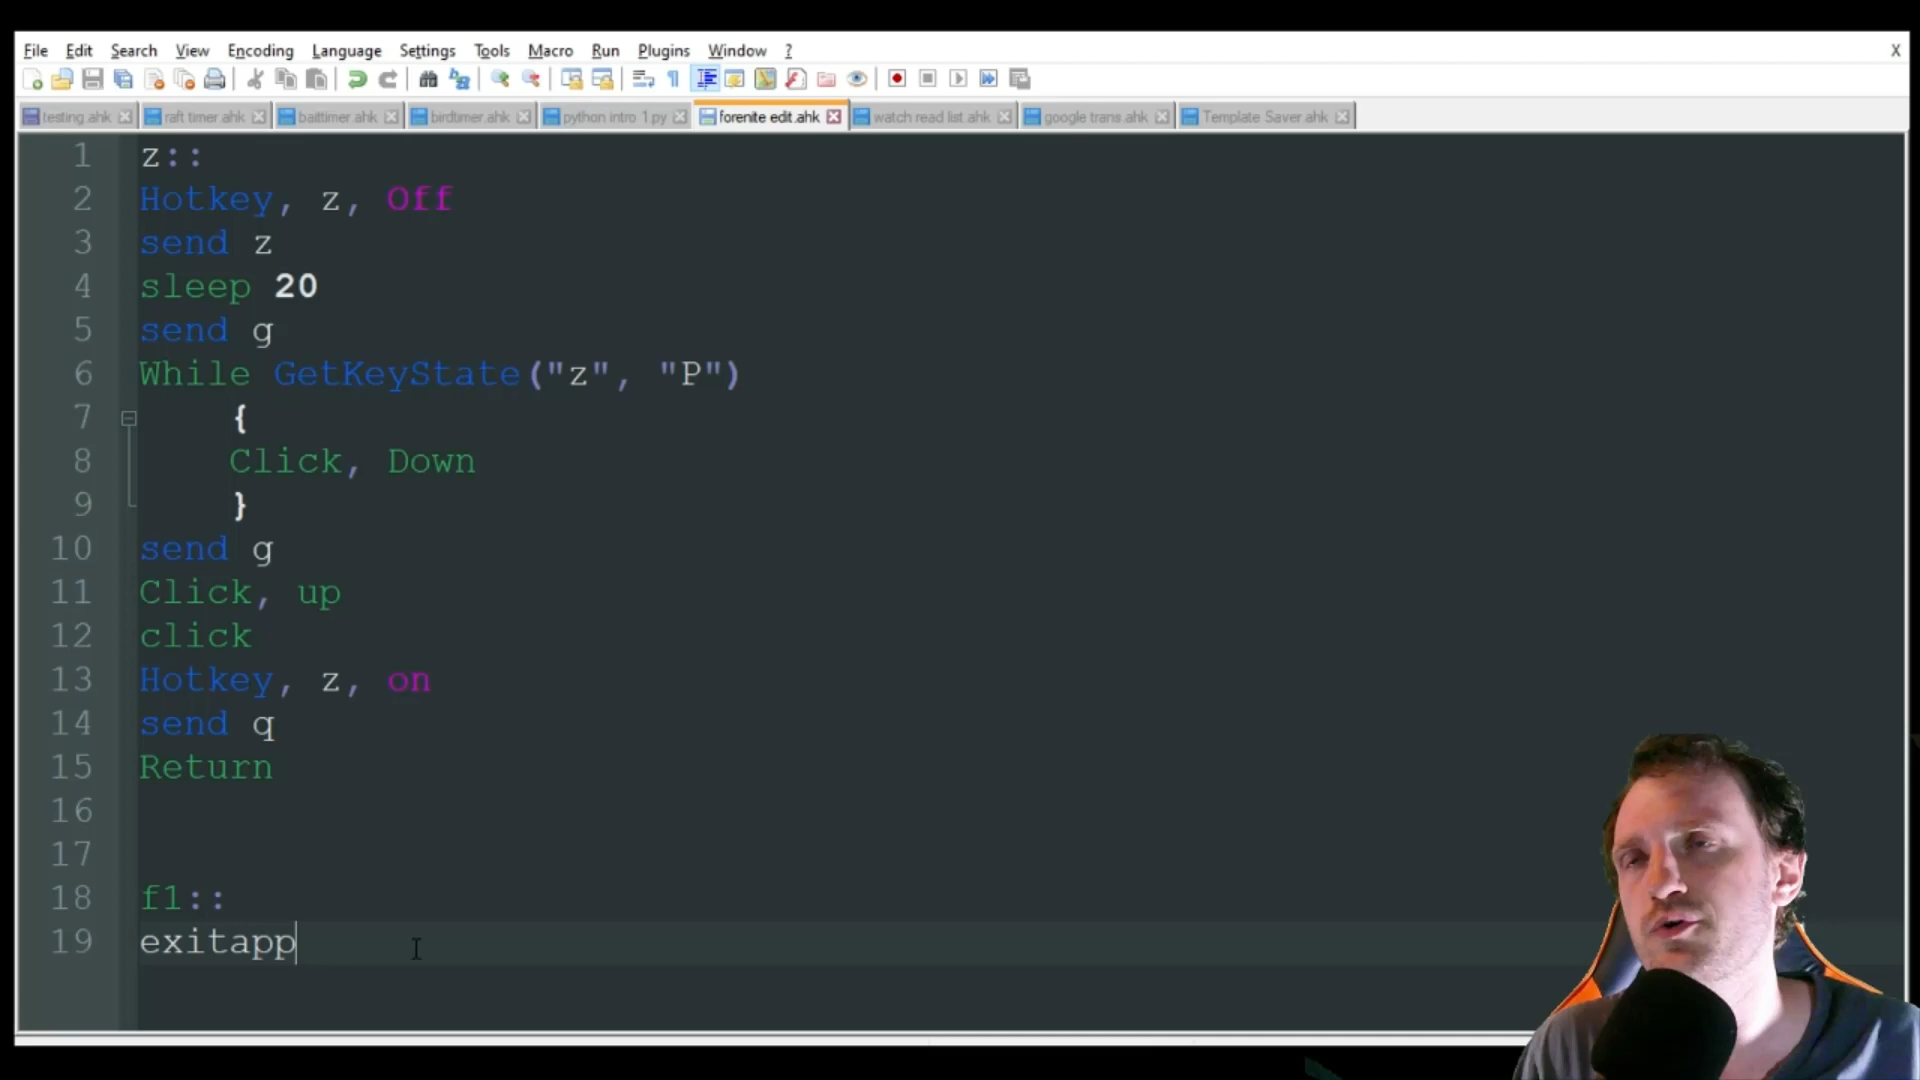 File Edit Search View Encoding Language Settings Tools Macro Run Plugins Window ? X
testing.ahk raft timer.ahk baittimer.ahk birdtimer.ahk python intro 1.py forenite edit.ahk watch read list.ahk google trans.ahk Template Saver.ahk
1 z::
2 Hotkey, z, Off
3 send z
4 sleep 20
5 send g
6 While GetKeyState("z", "P")
7 {
8 Click, Down
9 }
10 send g
11 Click, up
12 click
13 Hotkey, z, on
14 send q
15 Return
16
17
18 f1::
19 exitapp